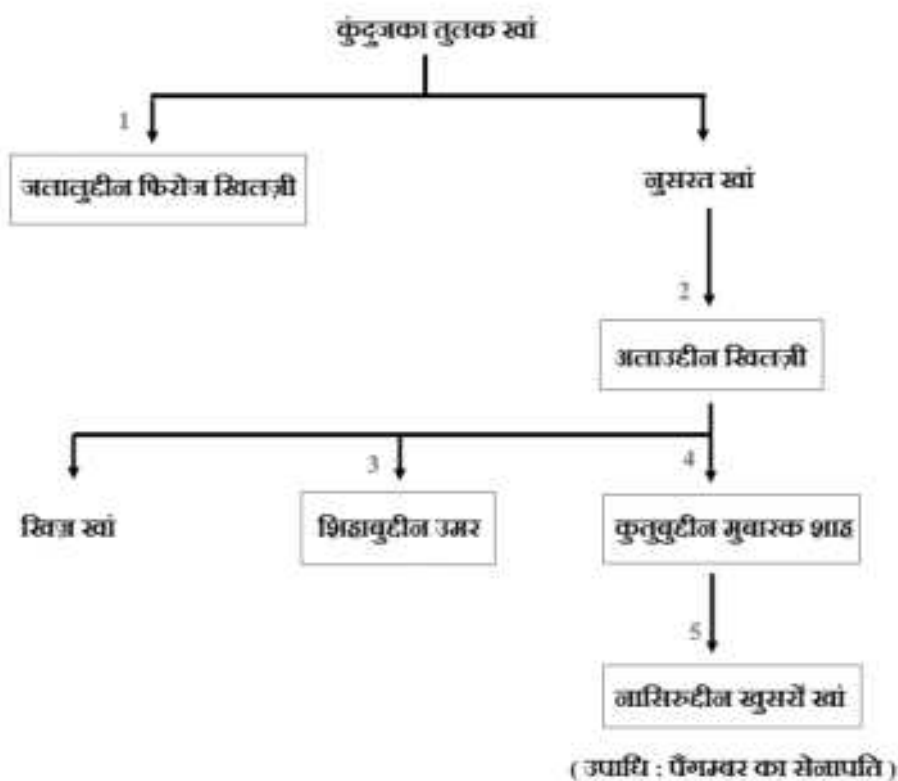 कुंदुजका तुलक खां
1
जलालुद्दीन फिरोज खिलज़ी
नुसरत खां
2
अलाउद्दीन खिलज़ी
3
4
खिज्र खां
शिहाबुद्दीन उमर
कुतुबुद्दीन मुबारक शाह
5
नासिरुद्दीन खुसरों खां
( उपाधि : पैंगम्बर का सेनापति )